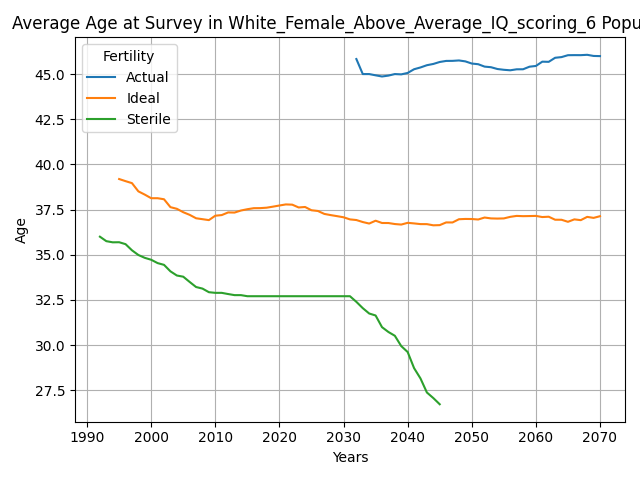 Average Age at Survey in White_Female_Above_Average_IQ_scoring_6 Popu
Fertility
Actual
Ideal
Sterile
45.0
42.5
40.0
37.5
35.0
32.5
30.0
27.5
Age
1990 2000 2010 2020 2030 2040 2050 2060 2070
Years